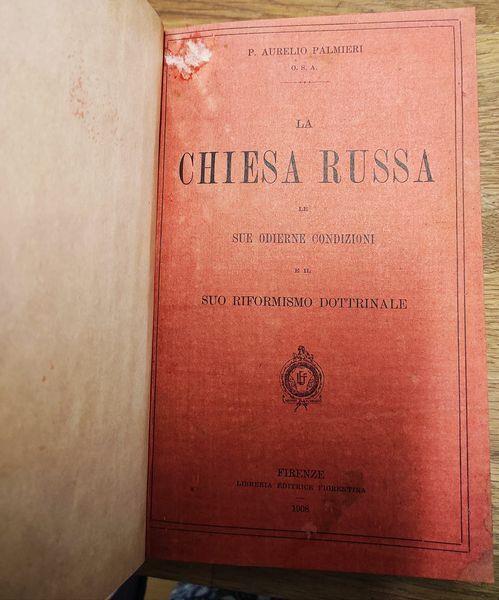 P. AURELIO PALMIERI
O. S. A.
LA
CHIESA RUSSA
LE
SUE ODIERNE CONDIZIONI
E IL
SUO RIFORMISMO DOTTRINALE
FIRENZE
LIBRERIA EDITRICE FIORENTINA
1908